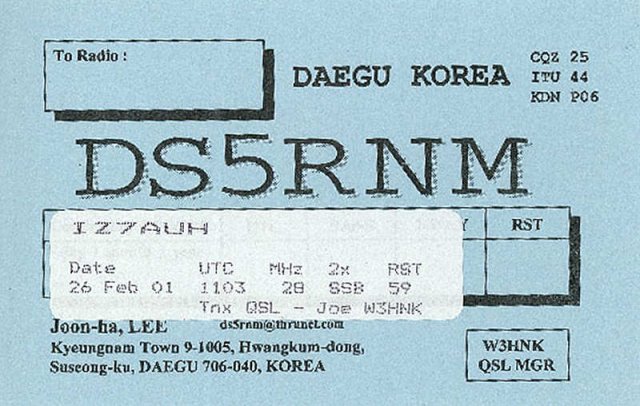 To Radio :
DAEGU KOREA
CQZ 25
ITU 44
KDN P06
DS5RNM
Y RST
IZ7AUH
Date UTC MHz 2x RST
26 Feb 01 1103 28 SSB 59
Tnx QSL - Joe W3HNK
Joon-ha, LEE ds5rnm@thrunet.com
Kyeungnam Town 9-1005, Hwangkum-dong,
Suseong-ku, DAEGU 706-040, KOREA
W3HNK
QSL MGR